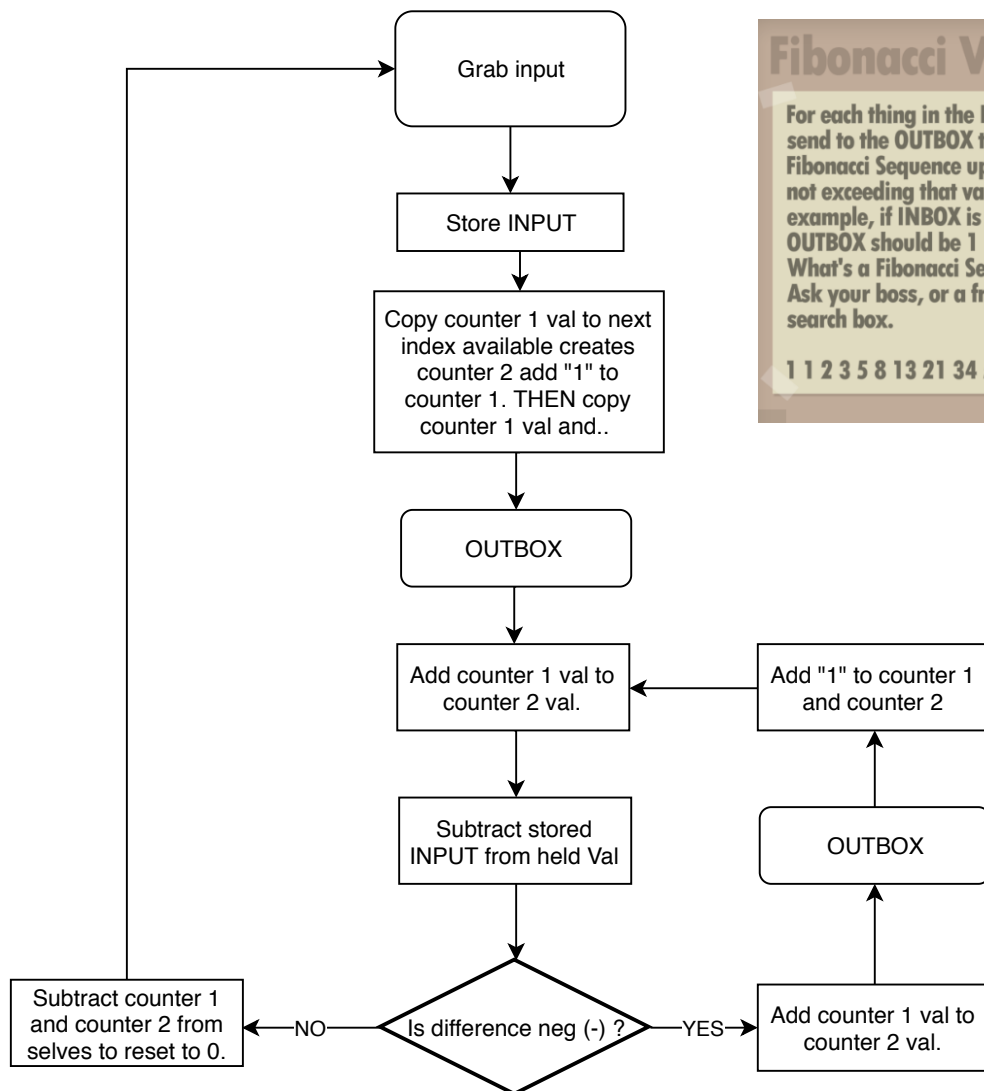 Grab input
Store INPUT
Copy counter 1 val to next
index available creates
counter 2 add "1" to
counter 1. THEN copy
counter 1 val and..
OUTBOX
Add counter 1 val to
counter 2 val.
Subtract stored
INPUT from held Val
Is difference neg (-) ?
NO
Subtract counter 1
and counter 2 from
selves to reset to 0.
YES
Add counter 1 val to
counter 2 val.
OUTBOX
Add "1" to counter 1
and counter 2
Fibonacci
For each thing in the
send to the OUTBOX
Fibonacci Sequence
not exceeding that
example, if INBOX is
OUTBOX should be 1
What's a Fibonacci
Ask your boss, or a
search box.
1 1 2 3 5 8 13 21 34